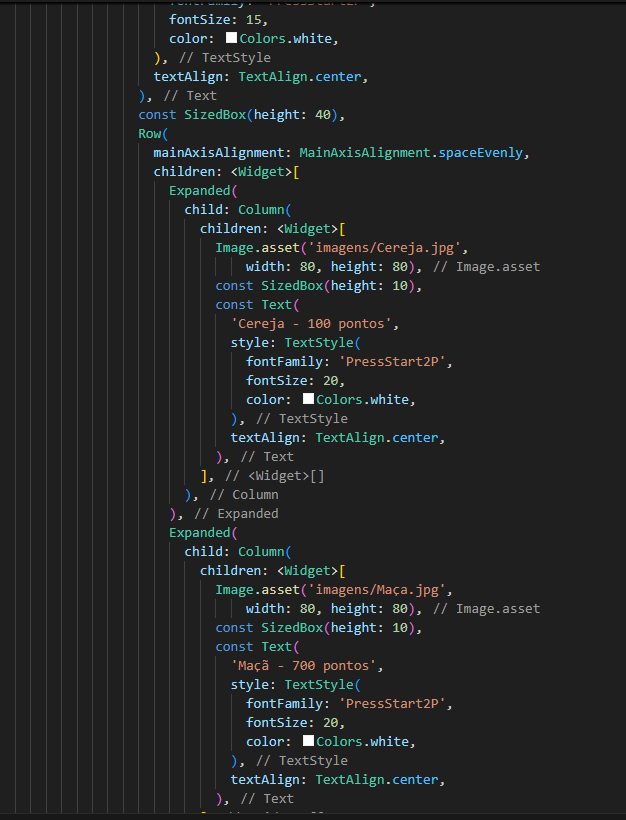 fontFamily: 'PressStart2P',
fontSize: 15,
color: Colors.white,
), // TextStyle
textAlign: TextAlign.center,
), // Text
const SizedBox(height: 40),
Row(
mainAxisAlignment: MainAxisAlignment.spaceEvenly,
children: <Widget>[
Expanded(
child: Column(
children: <Widget>[
Image.asset('imagens/Cereja.jpg',
width: 80, height: 80), // Image.asset
const SizedBox(height: 10),
const Text(
'Cereja - 100 pontos',
style: TextStyle(
fontFamily: 'PressStart2P',
fontSize: 20,
color: Colors.white,
), // TextStyle
textAlign: TextAlign.center,
), // Text
], // <Widget>[]
), // Column
), // Expanded
Expanded(
child: Column(
children: <Widget>[
Image.asset('imagens/Maça.jpg',
width: 80, height: 80), // Image.asset
const SizedBox(height: 10),
const Text(
'Maçã - 700 pontos',
style: TextStyle(
fontFamily: 'PressStart2P',
fontSize: 20,
color: Colors.white,
), // TextStyle
textAlign: TextAlign.center,
), // Text